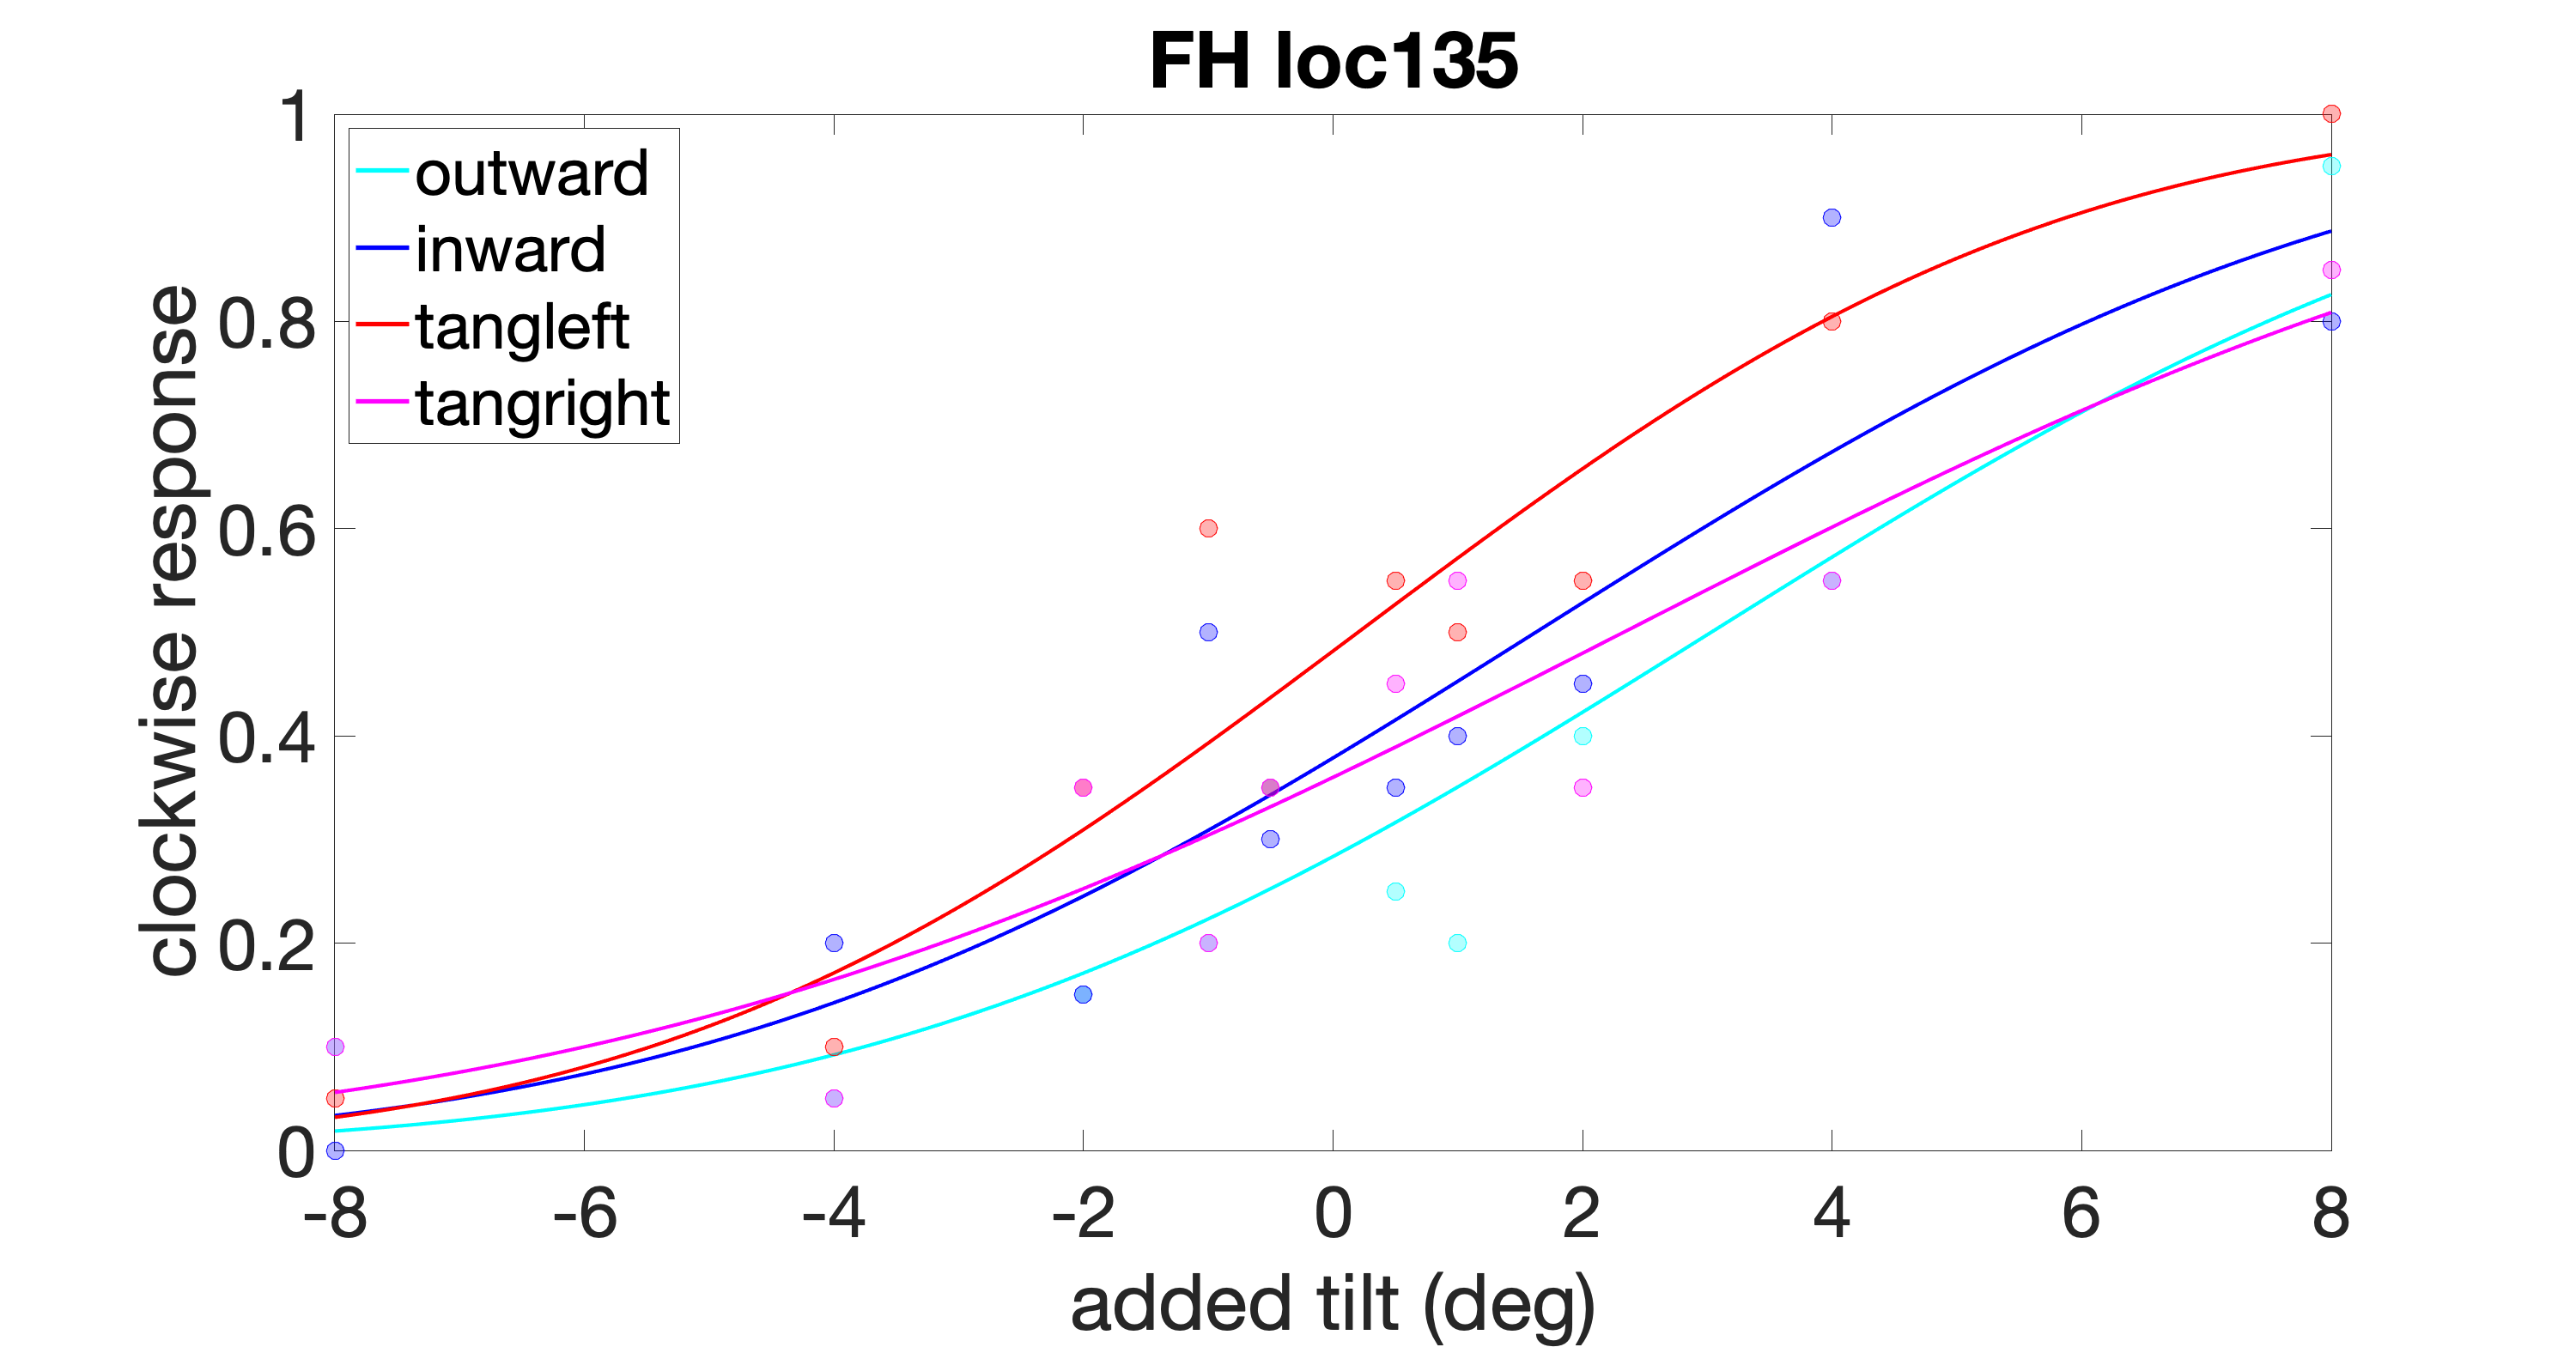 FH loc135
outward
inward
tangleft
tangright
clockwise response
1
0.8
0.6
0.4
0.2
0
-8 -6 -4 -2 0 2 4 6 8
added tilt (deg)